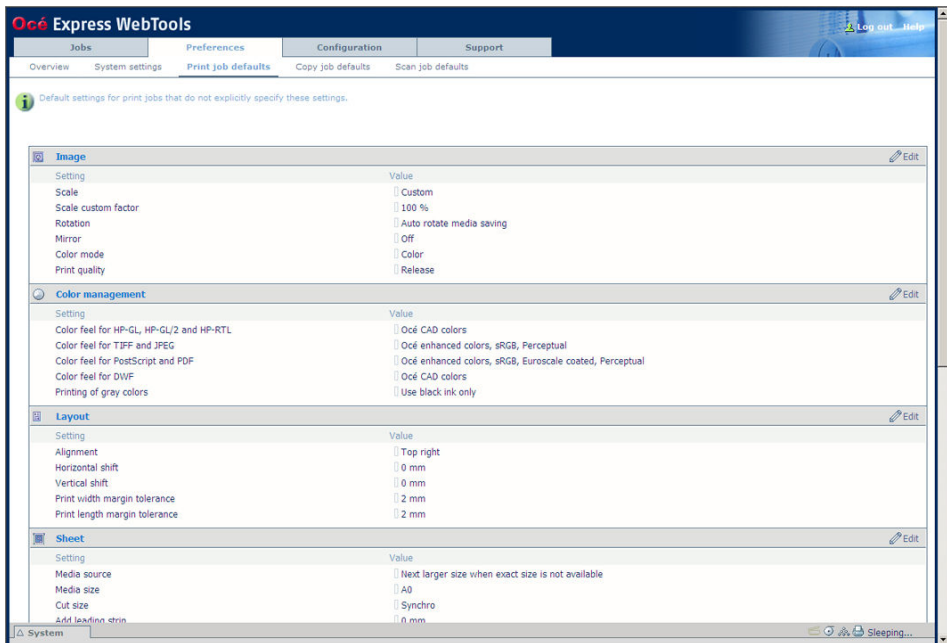 Océ Express WebTools
Log out Help
Jobs Preferences Configuration Support
Overview System settings Print job defaults Copy job defaults Scan job defaults
Default settings for print jobs that do not explicitly specify these settings.
Image Edit
Setting Value
Scale Custom
Scale custom factor 100 %
Rotation Auto rotate media saving
Mirror Off
Color mode Color
Print quality Release
Color management Edit
Setting Value
Color feel for HP-GL, HP-GL/2 and HP-RTL Océ CAD colors
Color feel for TIFF and JPEG Océ enhanced colors, sRGB, Perceptual
Color feel for PostScript and PDF Océ enhanced colors, sRGB, Euroscale coated, Perceptual
Color feel for DWF Océ CAD colors
Printing of gray colors Use black ink only
Layout Edit
Setting Value
Alignment Top right
Horizontal shift 0 mm
Vertical shift 0 mm
Print width margin tolerance 2 mm
Print length margin tolerance 2 mm
Sheet Edit
Setting Value
Media source Next larger size when exact size is not available
Media size A0
Cut size Synchro
Add leading strip 0 mm
System Sleeping...